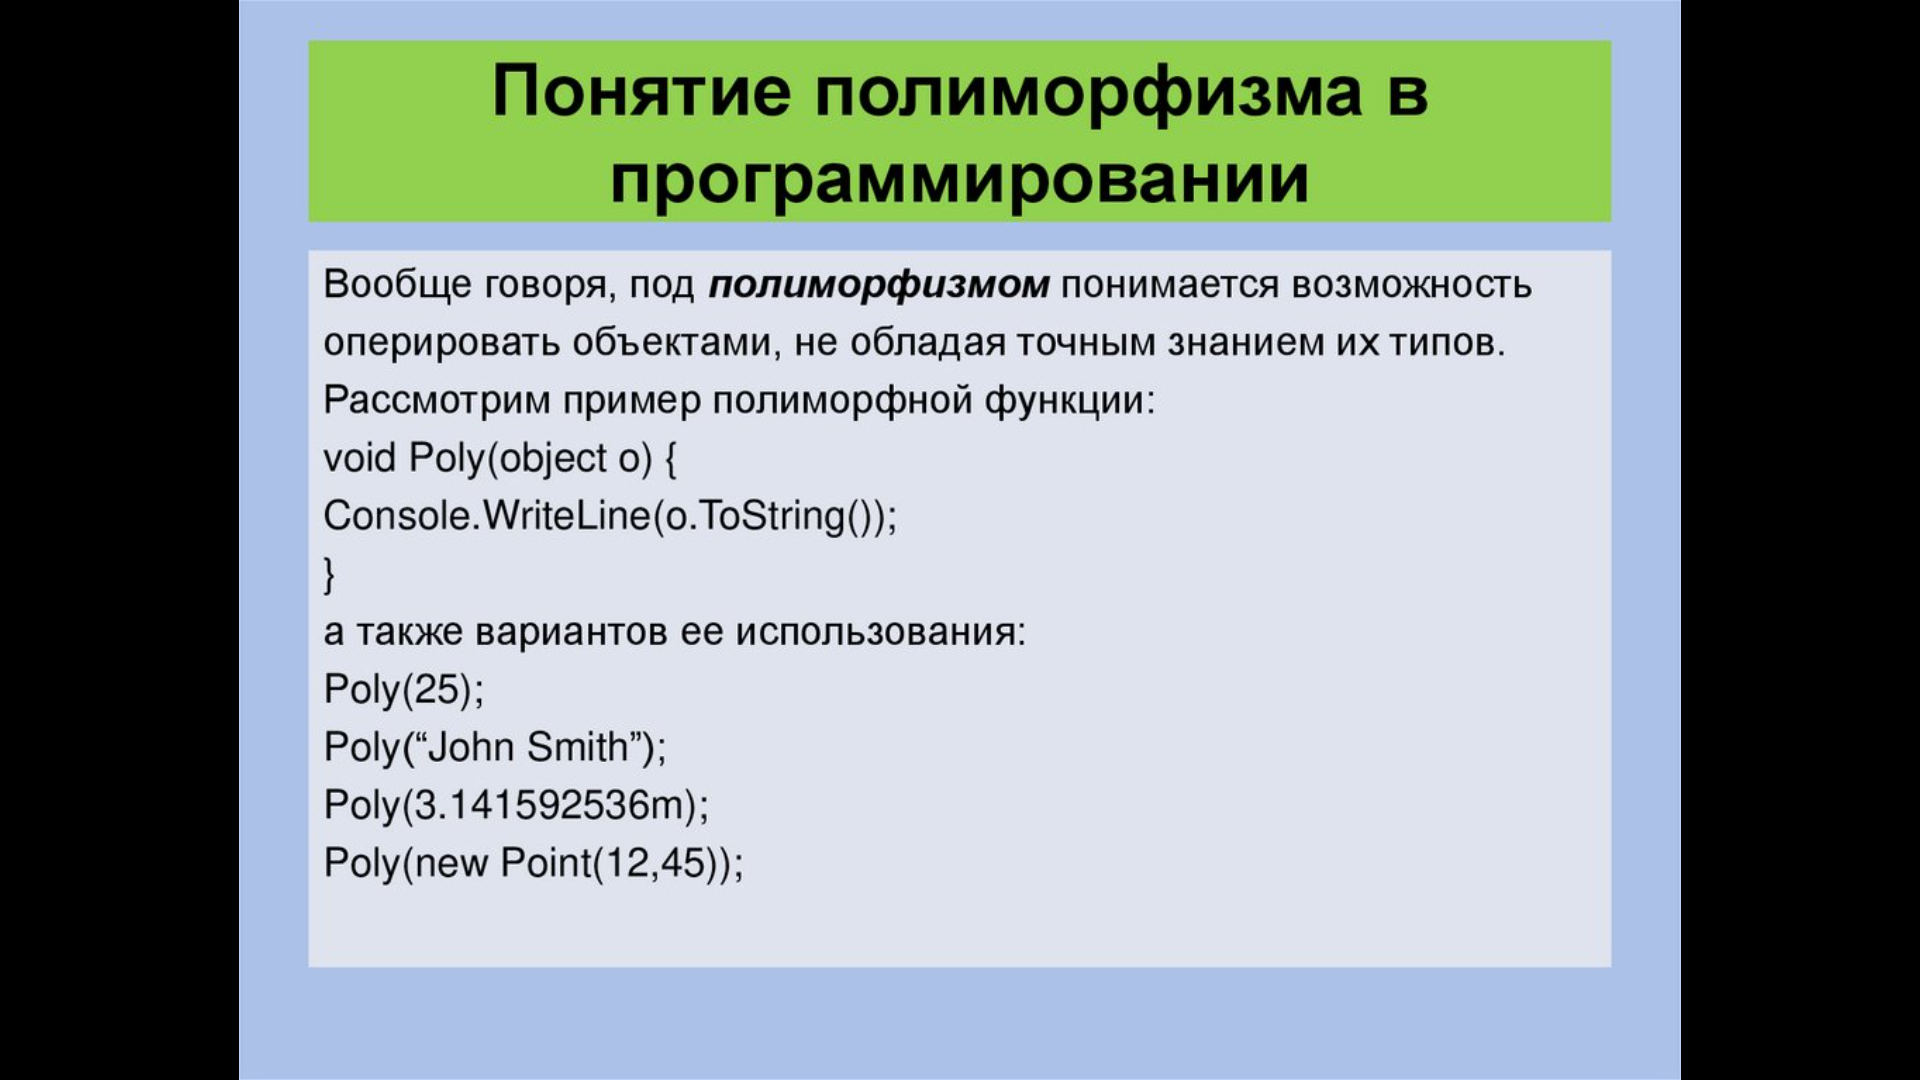 Понятие полиморфизма в
программировании
Вообще говоря, под полиморфизмом понимается возможность
оперировать объектами, не обладая точным знанием их типов.
Рассмотрим пример полиморфной функции:
void Poly(object o) {
Console.WriteLine(o.ToString());
}
а также вариантов ее использования:
Poly(25);
Poly(“John Smith”);
Poly(3.141592536m);
Poly(new Point(12,45));